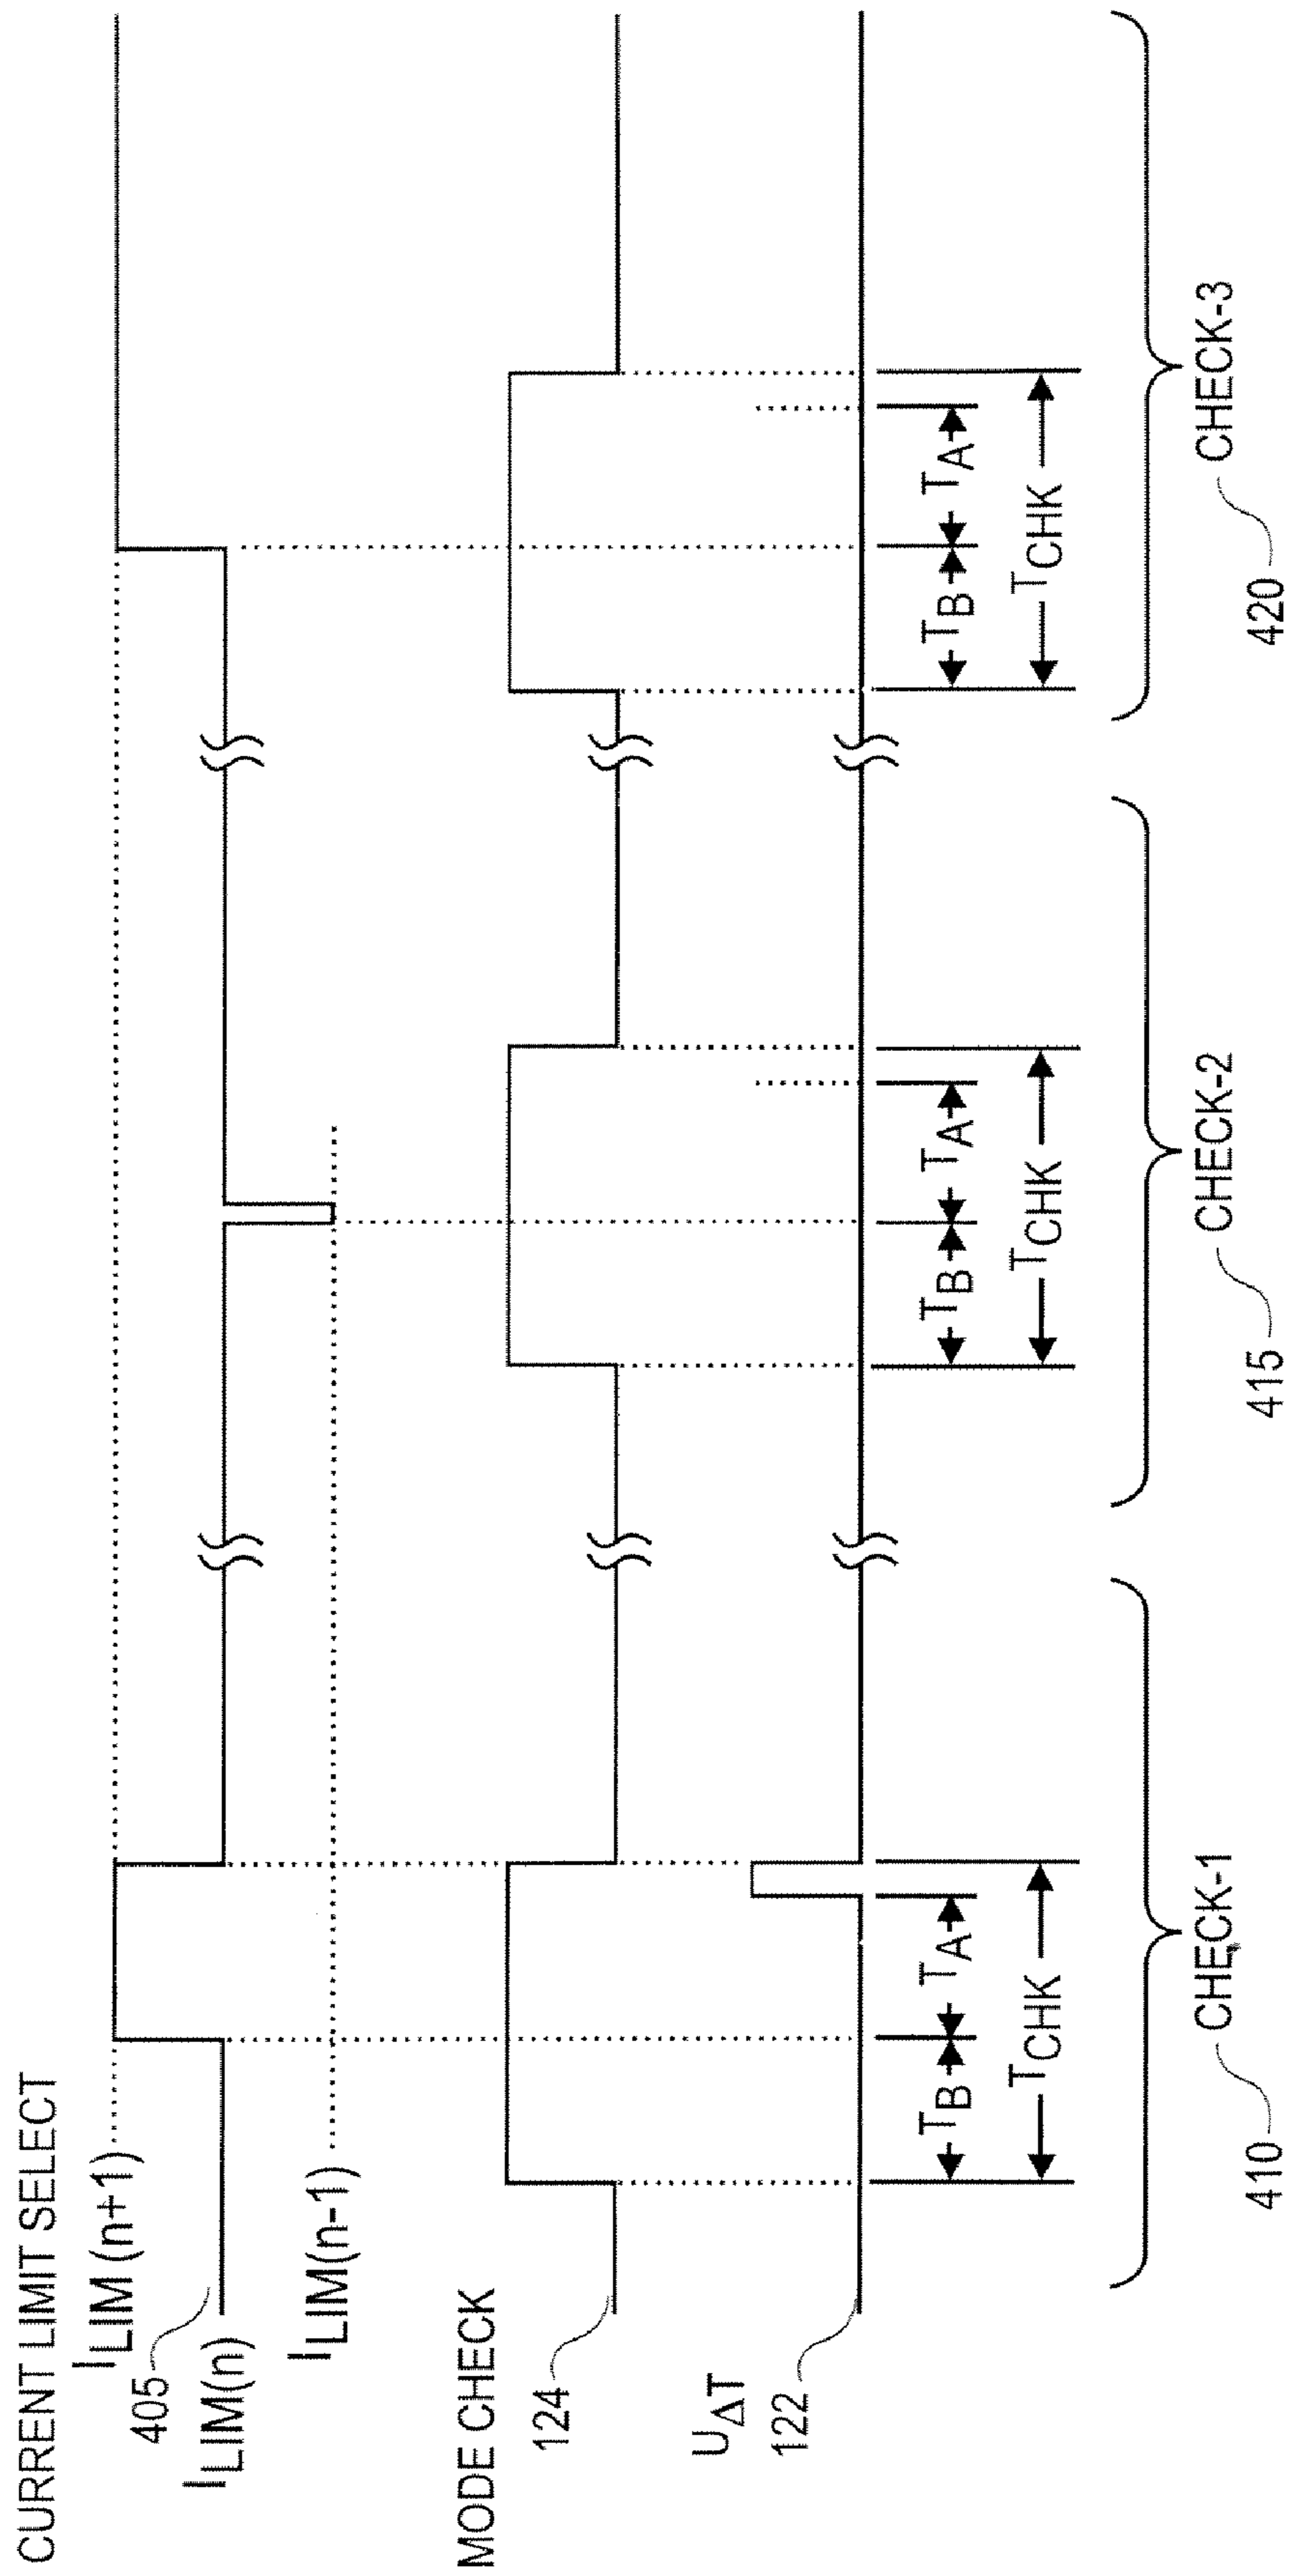 CURRENT LIMIT SELECT
ILIM (n+1)
405
ILIM(n)
ILIM(n-1)
MODE CHECK
124
UΔT
122
TB TA TB TA TB TA
TCHK TCHK TCHK
410 CHECK-1 415 CHECK-2 420 CHECK-3